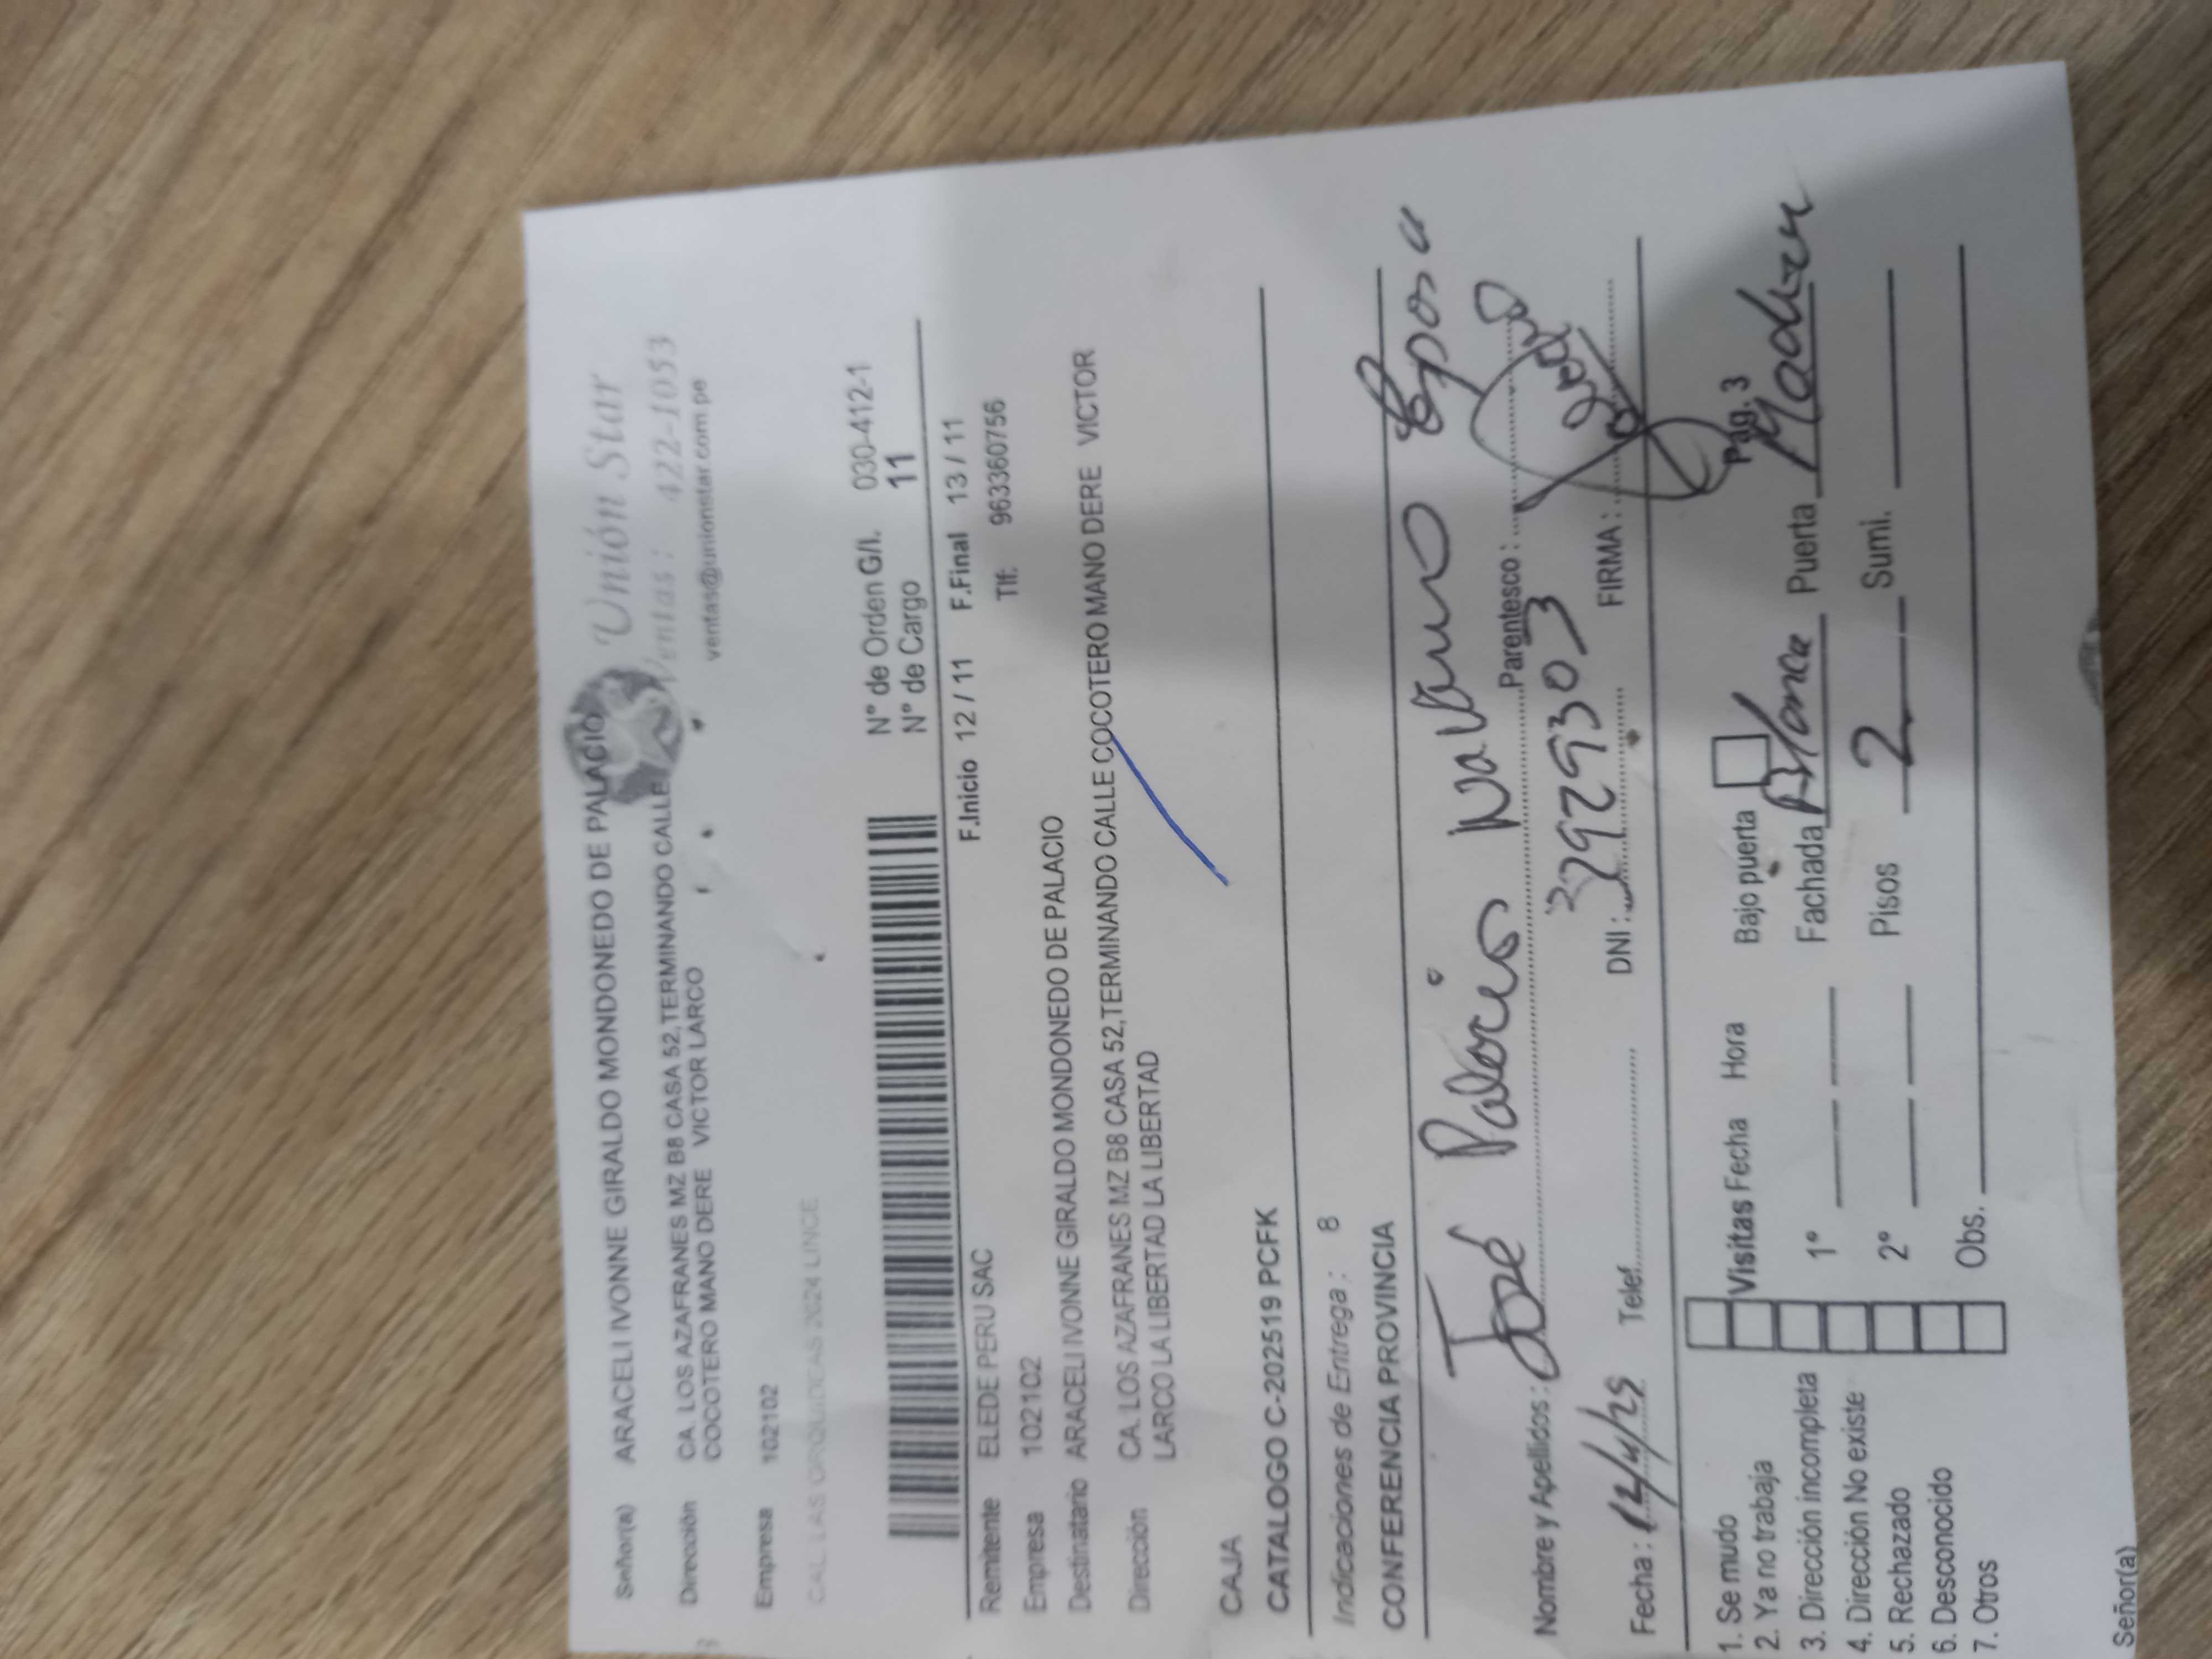 Señor(a) ARACELI IVONNE GIRALDO MONDONEDO DE PALACIO
Unión Star
Dirección CA. LOS AZAFRANES MZ B8 CASA 52,TERMINANDO CALLE
Ventas : 422-1053
COCOTERO MANO DERE VICTOR LARCO
ventas@unionstar.com.pe
Empresa 102102
CAL. LAS ORQUIDEAS 2024 LINCE
N° de Orden G/I. 030-412-1
N° de Cargo 11
F.Inicio 12 / 11 F.Final 13 / 11
Remitente ELEDE PERU SAC
Tlf: 963360756
Empresa 102102
Destinatario ARACELI IVONNE GIRALDO MONDONEDO DE PALACIO
Dirección CA. LOS AZAFRANES MZ B8 CASA 52,TERMINANDO CALLE COCOTERO MANO DERE VICTOR
LARCO LA LIBERTAD LA LIBERTAD
CAJA
CATALOGO C-202519 PCFK
Indicaciones de Entrega : 8
CONFERENCIA PROVINCIA
José Palacios
Nombre y Apellidos : Parentesco :
Fecha : 12/11/25 Telef. DNI : FIRMA :
Pag. 3
1. Se mudo
2. Ya no trabaja Visitas Fecha Hora Bajo puerta
3. Dirección incompleta 1° Fachada Blanca Puerta
4. Dirección No existe
5. Rechazado 2° Pisos 2 Sumi.
6. Desconocido
7. Otros Obs.
Señor(a)